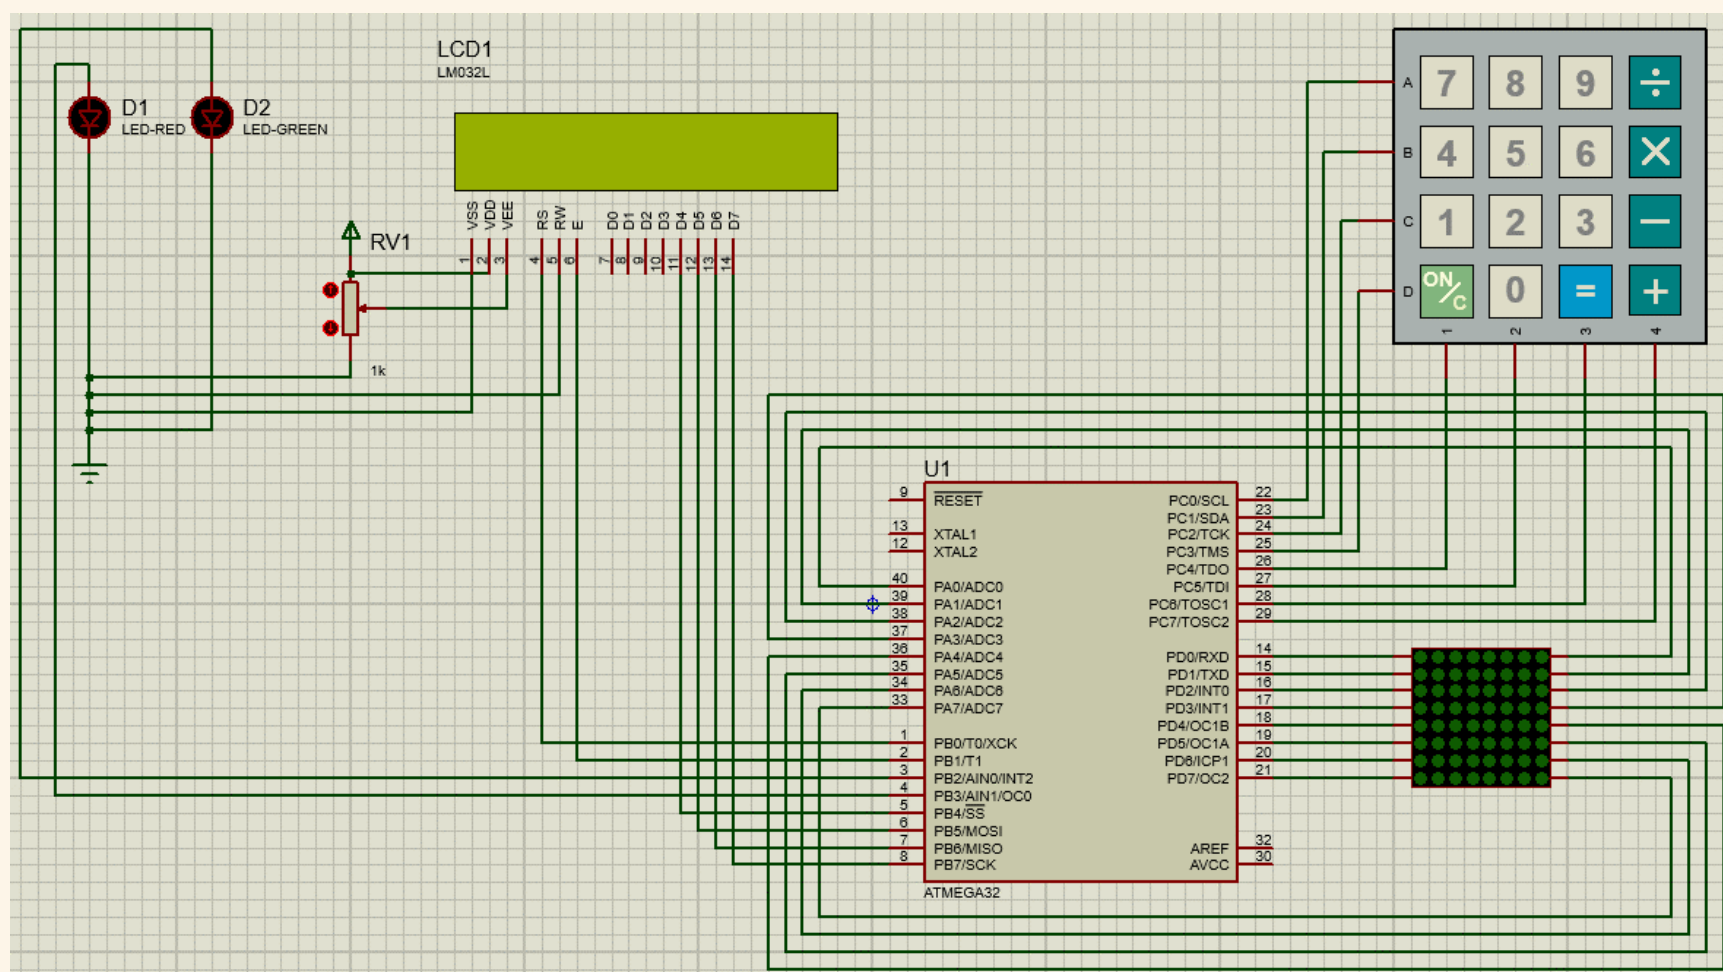 LCD1
LM032L
D1
LED-RED
D2
LED-GREEN
RV1
1k
VSS
VDD
VEE
RS
RW
E
D0
D1
D2
D3
D4
D5
D6
D7
1
2
3
4
5
6
7
8
9
10
11
12
13
14
A
7
8
9
÷
B
4
5
6
×
C
1
2
3
−
D
ON/C
0
=
+
1
2
3
4
U1
9
RESET
13
XTAL1
12
XTAL2
40
PA0/ADC0
39
PA1/ADC1
38
PA2/ADC2
37
PA3/ADC3
36
PA4/ADC4
35
PA5/ADC5
34
PA6/ADC6
33
PA7/ADC7
1
PB0/T0/XCK
2
PB1/T1
3
PB2/AIN0/INT2
4
PB3/AIN1/OC0
5
PB4/SS
6
PB5/MOSI
7
PB6/MISO
8
PB7/SCK
PC0/SCL
22
PC1/SDA
23
PC2/TCK
24
PC3/TMS
25
PC4/TDO
26
PC5/TDI
27
PC6/TOSC1
28
PC7/TOSC2
29
PD0/RXD
14
PD1/TXD
15
PD2/INT0
16
PD3/INT1
17
PD4/OC1B
18
PD5/OC1A
19
PD6/ICP1
20
PD7/OC2
21
AREF
32
AVCC
30
ATMEGA32